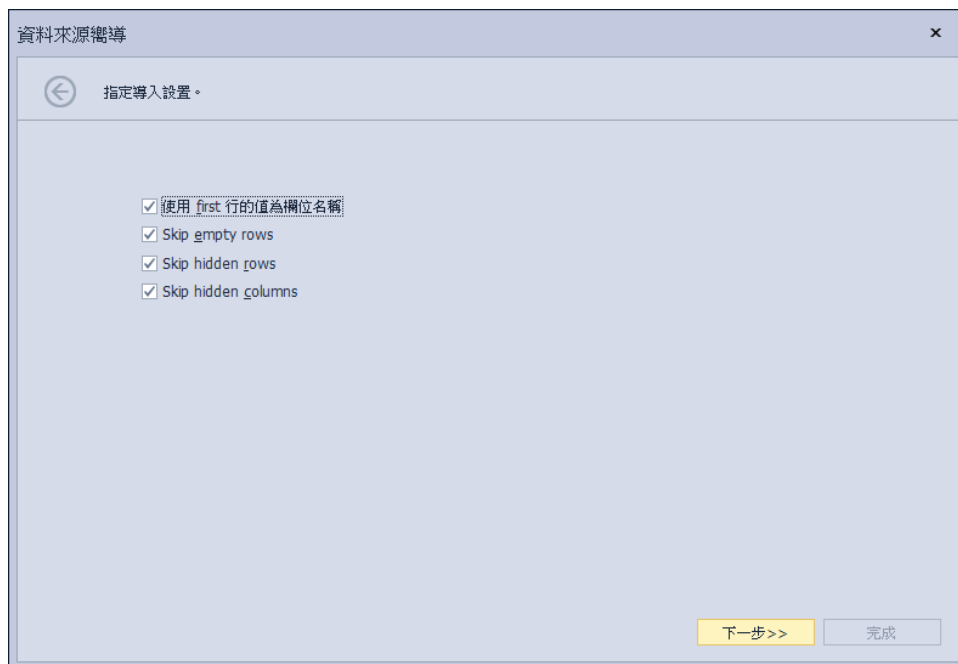 資料來源嚮導
指定導入設置。
使用 first 行的值為欄位名稱
Skip empty rows
Skip hidden rows
Skip hidden columns
下一步>> 完成